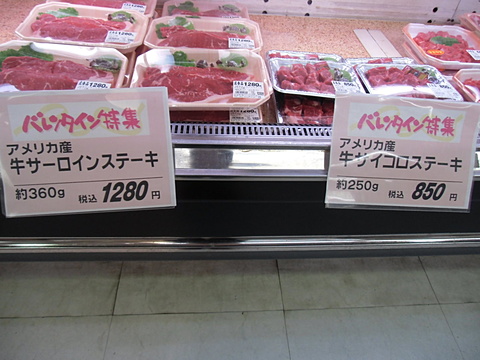 バレンタイン特集
アメリカ産
牛サーロインステーキ
約360g 税込 1280円
バレンタイン特集
アメリカ産
牛サイコロステーキ
約250g 税込 850円
1280
1280
1280